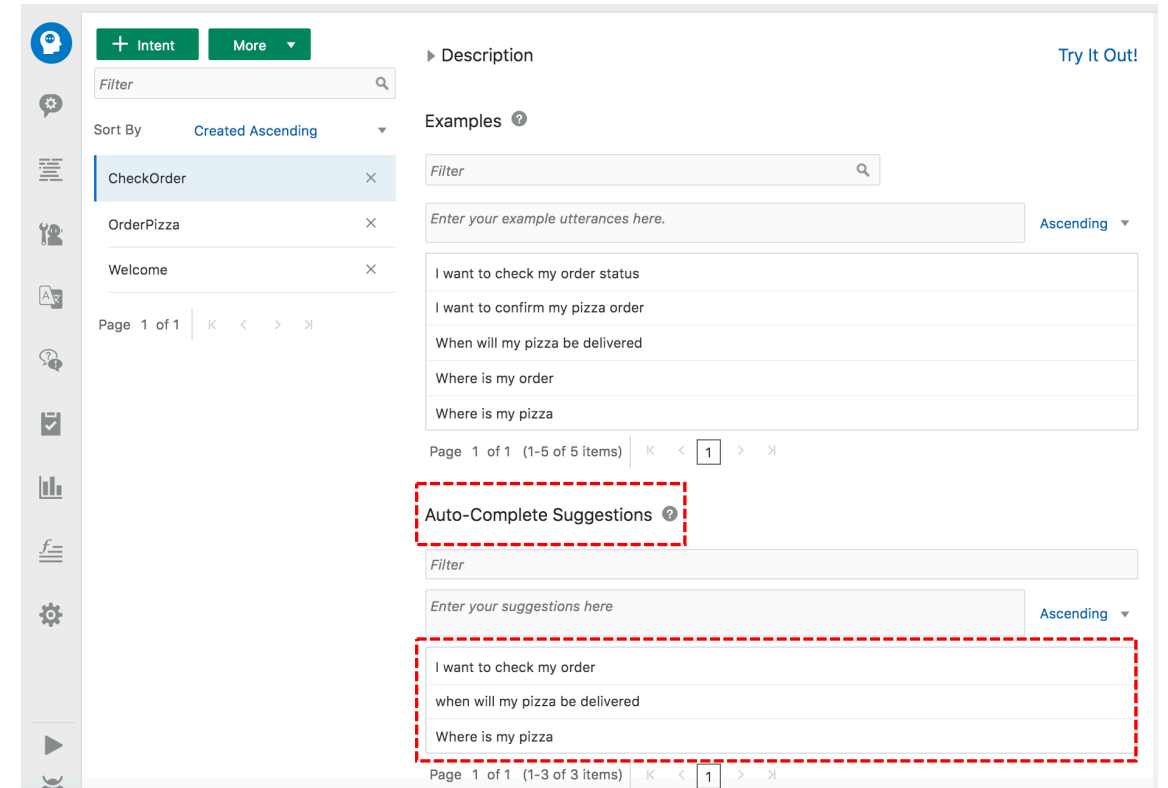 + Intent
More
Filter
Sort By Created Ascending
CheckOrder
OrderPizza
Welcome
Page 1 of 1
Description
Try It Out!
Examples
Filter
Enter your example utterances here.
Ascending
I want to check my order status
I want to confirm my pizza order
When will my pizza be delivered
Where is my order
Where is my pizza
Page 1 of 1 (1-5 of 5 items) 1
Auto-Complete Suggestions
Filter
Enter your suggestions here
Ascending
I want to check my order
when will my pizza be delivered
Where is my pizza
Page 1 of 1 (1-3 of 3 items) 1